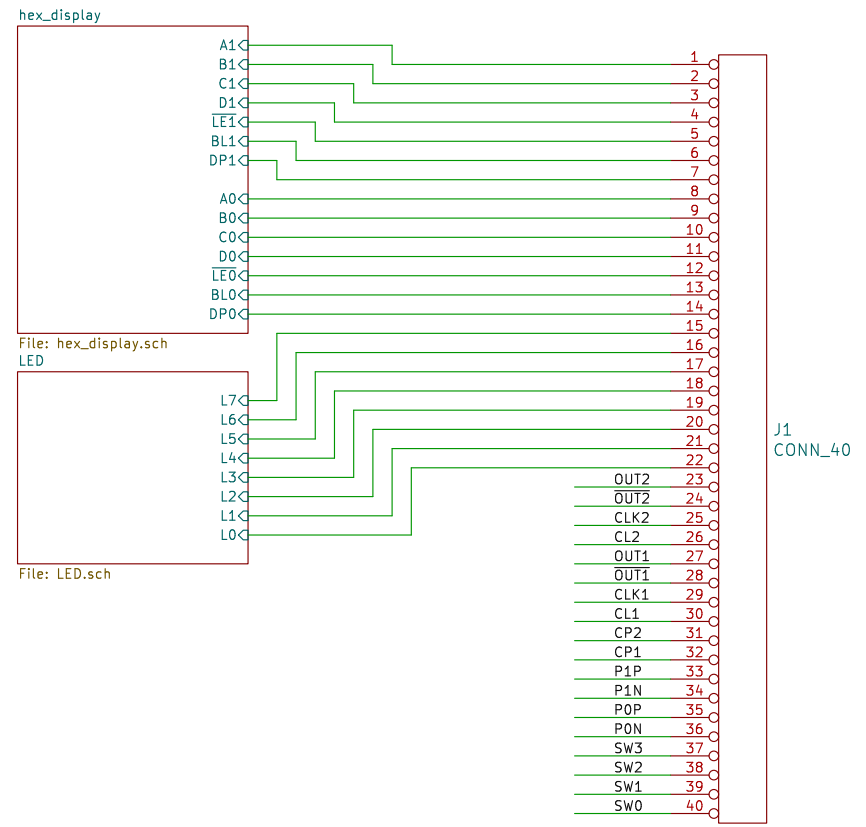 hex_display
A1
B1
C1
D1
L̅E̅1̅
BL1
DP1
A0
B0
C0
D0
L̅E̅0̅
BL0
DP0
File: hex_display.sch
LED
L7
L6
L5
L4
L3
L2
L1
L0
File: LED.sch
1
2
3
4
5
6
7
8
9
10
11
12
13
14
15
16
17
18
19
20
21
22
OUT2 23
O̅U̅T̅2̅ 24
CLK2 25
CL2 26
OUT1 27
O̅U̅T̅1̅ 28
CLK1 29
CL1 30
CP2 31
CP1 32
P1P 33
P1N 34
P0P 35
P0N 36
SW3 37
SW2 38
SW1 39
SW0 40
J1
CONN_40